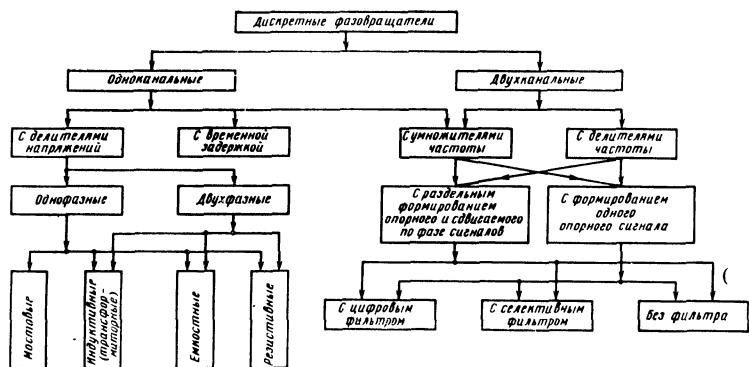 Дискретные фазовращатели
Одноканальные
Двухканальные
С делителями
напряжений
С временной
задержкой
С умножителями
частоты
С делителями
частоты
Однофазные
Двухфазные
С раздельным
формированием
опорного и сдвигаемого
по фазе сигналов
С формированием
одного
опорного сигнала
Мостовые
Индуктивные
(трансфор-
маторные)
Емкостные
Резистивные
С цифровым
фильтром
С селективным
фильтром
Без фильтра